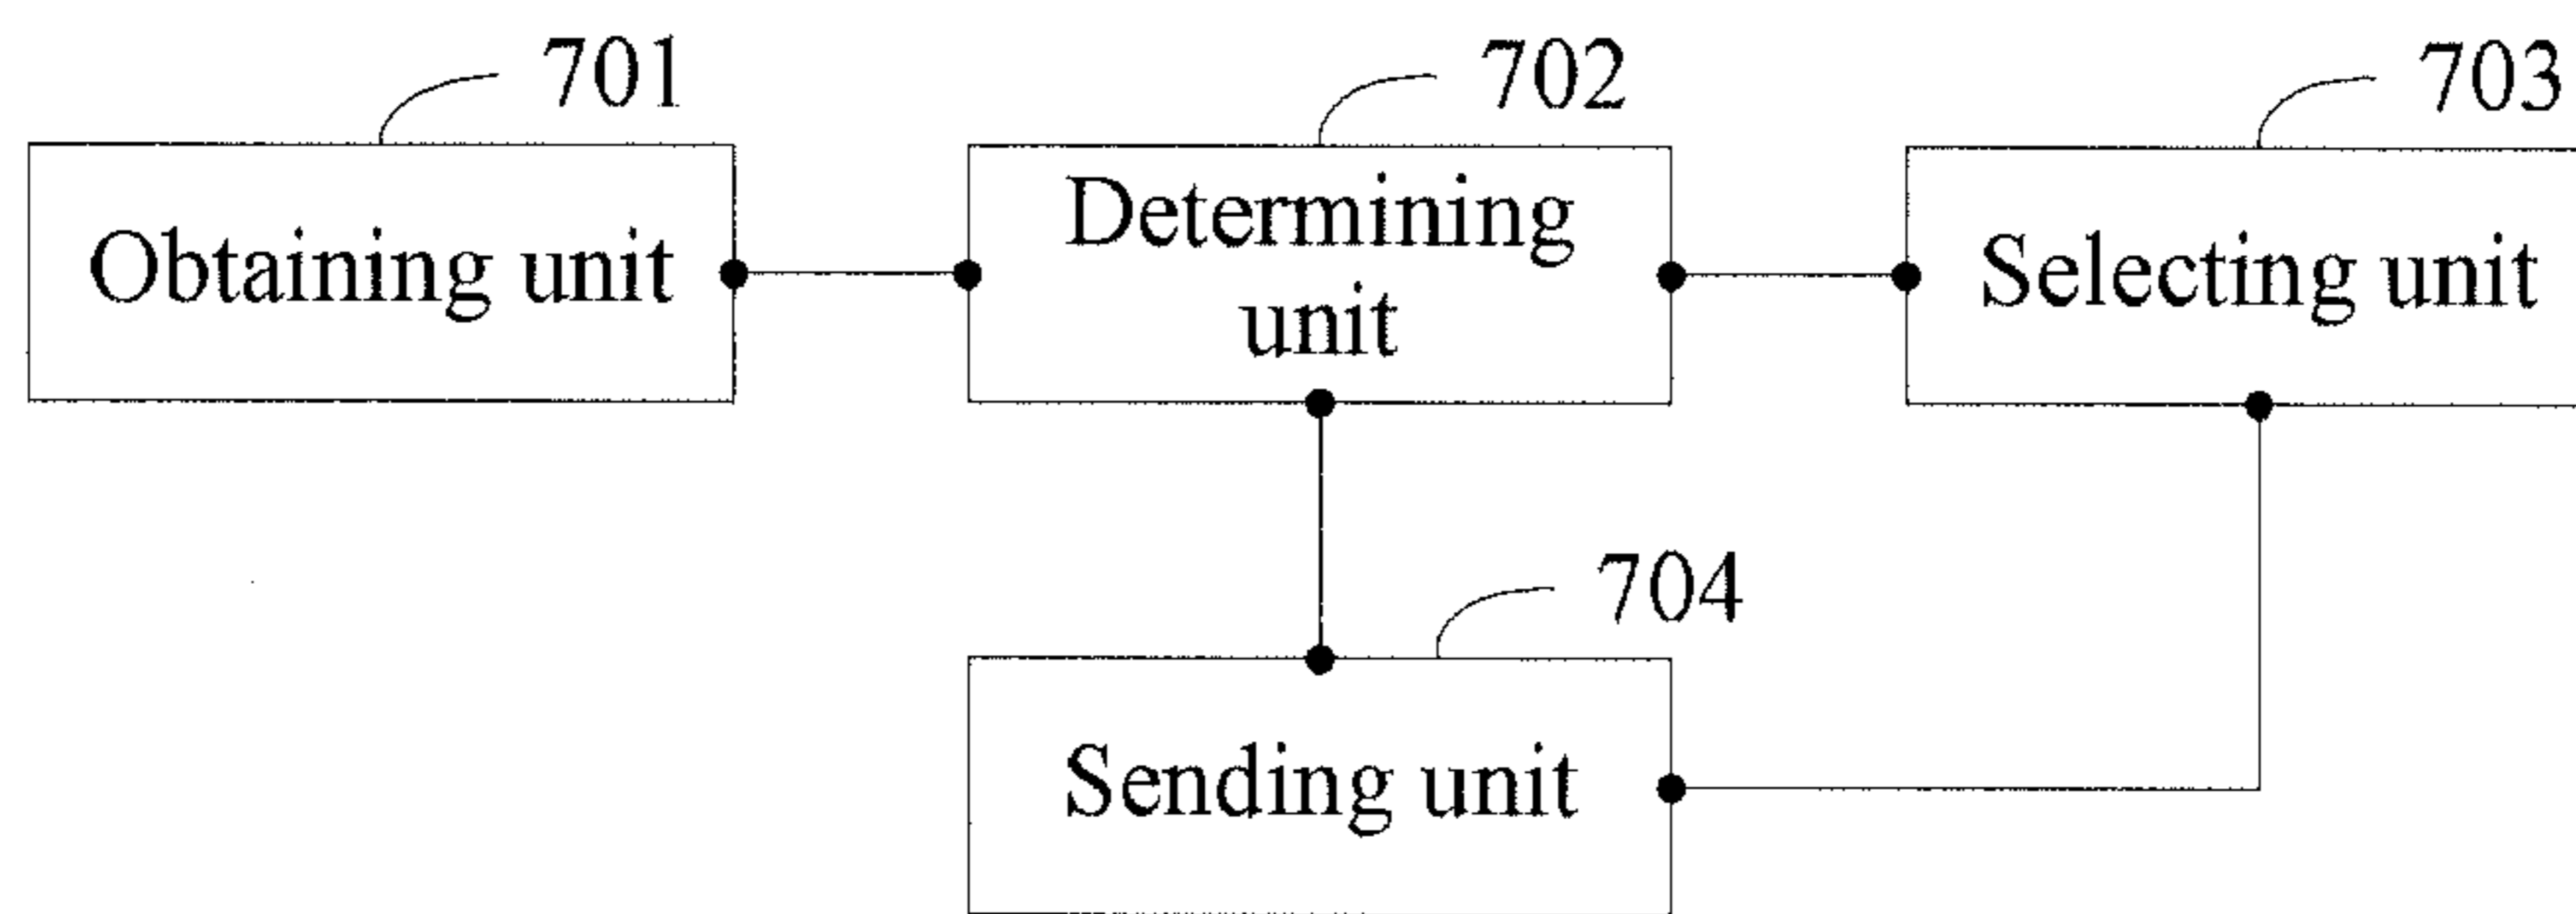 701
702
703
Obtaining unit
Determining
unit
Selecting unit
704
Sending unit